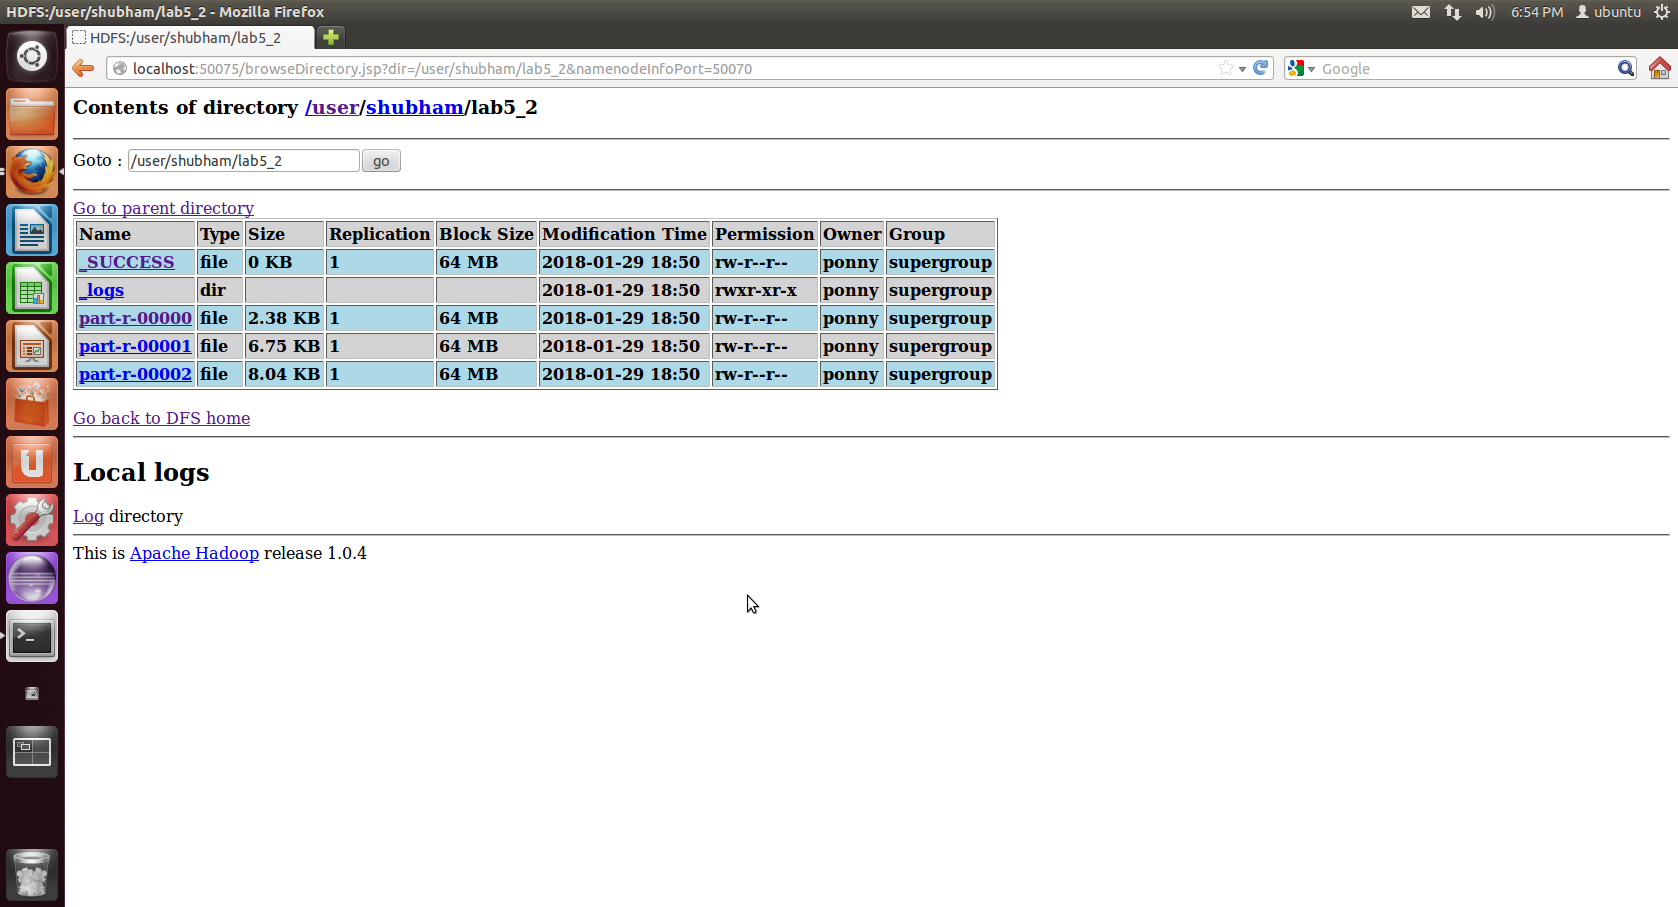 HDFS:/user/shubham/lab5_2 - Mozilla Firefox
6:54 PM ubuntu
HDFS:/user/shubham/lab5_2
localhost:50075/browseDirectory.jsp?dir=/user/shubham/lab5_2&namenodeInfoPort=50070
Google
Contents of directory /user/shubham/lab5_2
Goto : /user/shubham/lab5_2 go
Go to parent directory
Name Type Size Replication Block Size Modification Time Permission Owner Group
_SUCCESS file 0 KB 1 64 MB 2018-01-29 18:50 rw-r--r-- ponny supergroup
_logs dir 2018-01-29 18:50 rwxr-xr-x ponny supergroup
part-r-00000 file 2.38 KB 1 64 MB 2018-01-29 18:50 rw-r--r-- ponny supergroup
part-r-00001 file 6.75 KB 1 64 MB 2018-01-29 18:50 rw-r--r-- ponny supergroup
part-r-00002 file 8.04 KB 1 64 MB 2018-01-29 18:50 rw-r--r-- ponny supergroup
Go back to DFS home
Local logs
Log directory
This is Apache Hadoop release 1.0.4